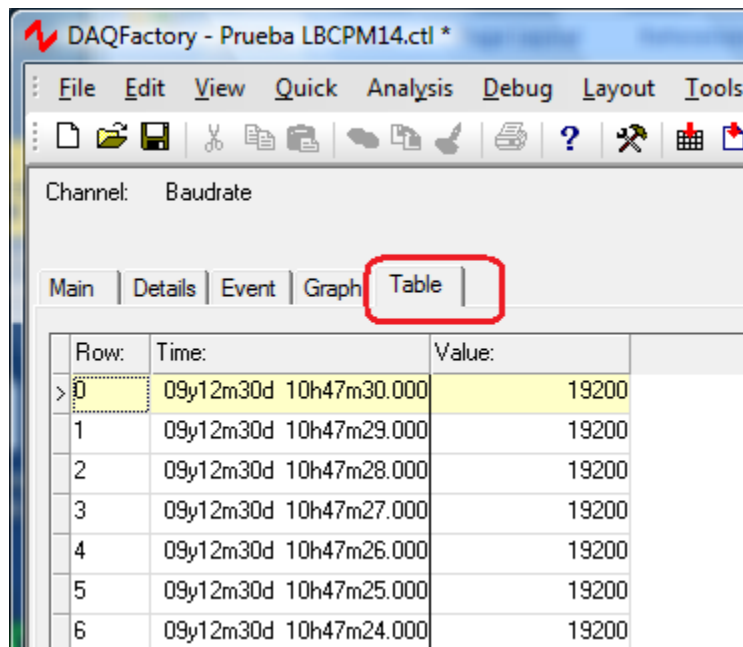 DAQFactory - Prueba LBCPM14.ctl *
File Edit View Quick Analysis Debug Layout Tools
?
Channel: Baudrate
Main Details Event Graph Table
Row: Time: Value:
> 0 09y12m30d 10h47m30.000 19200
1 09y12m30d 10h47m29.000 19200
2 09y12m30d 10h47m28.000 19200
3 09y12m30d 10h47m27.000 19200
4 09y12m30d 10h47m26.000 19200
5 09y12m30d 10h47m25.000 19200
6 09y12m30d 10h47m24.000 19200